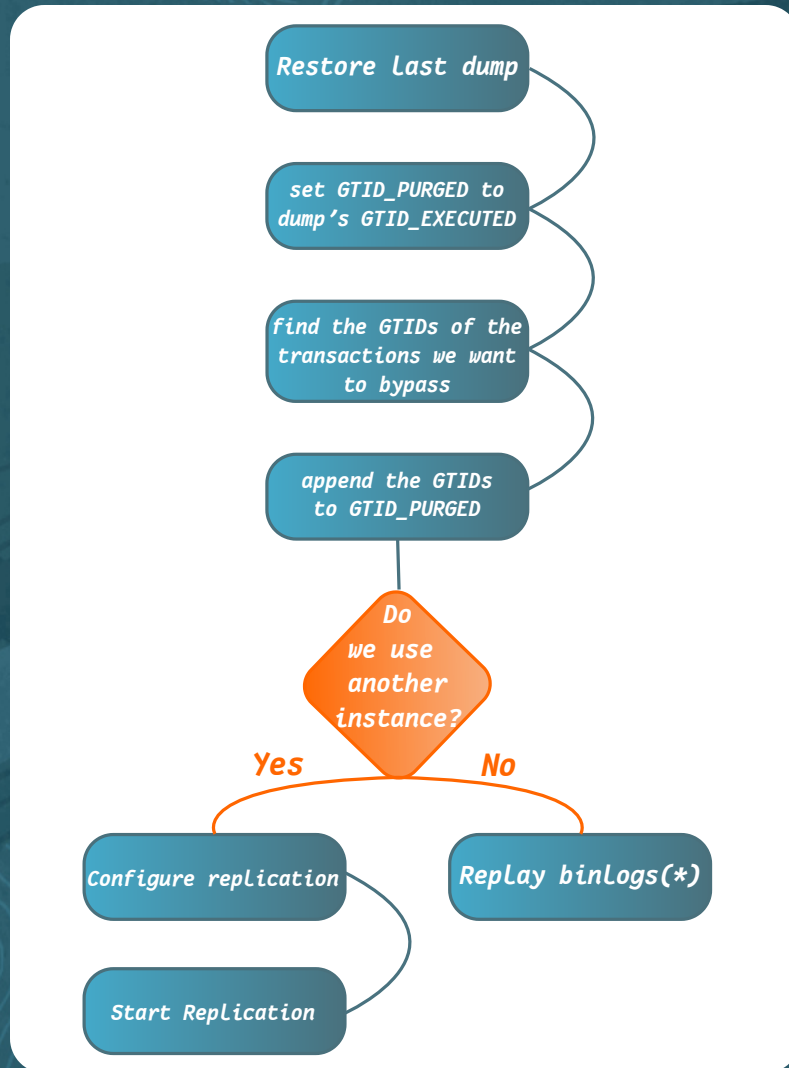 Restore last dump
set GTID_PURGED to
dump's GTID_EXECUTED
find the GTIDs of the
transactions we want
to bypass
append the GTIDs
to GTID_PURGED
Do
we use
another
instance?
Yes
No
Configure replication
Replay binlogs(*)
Start Replication